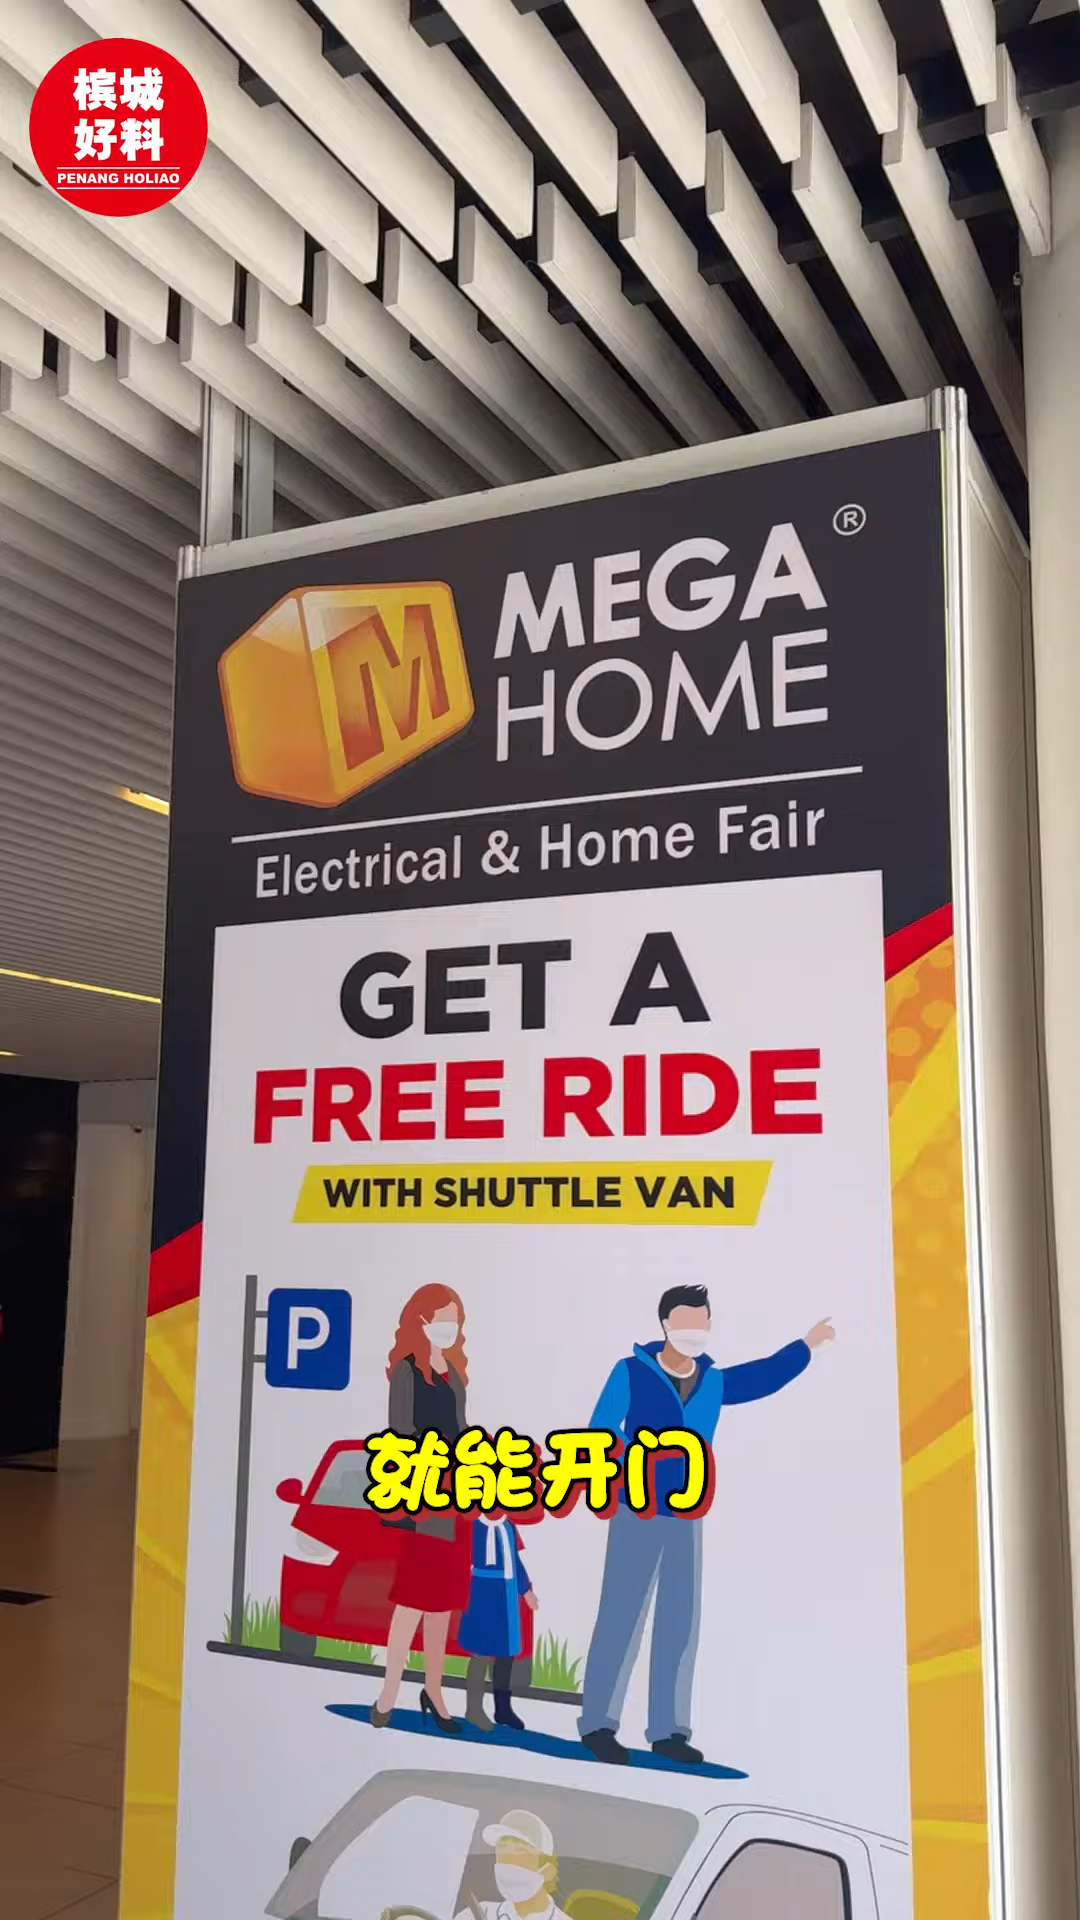 槟城
好料
PENANG HOLIAO
M
MEGA ®
HOME
Electrical & Home Fair
GET A
FREE RIDE
WITH SHUTTLE VAN
P
就能开门